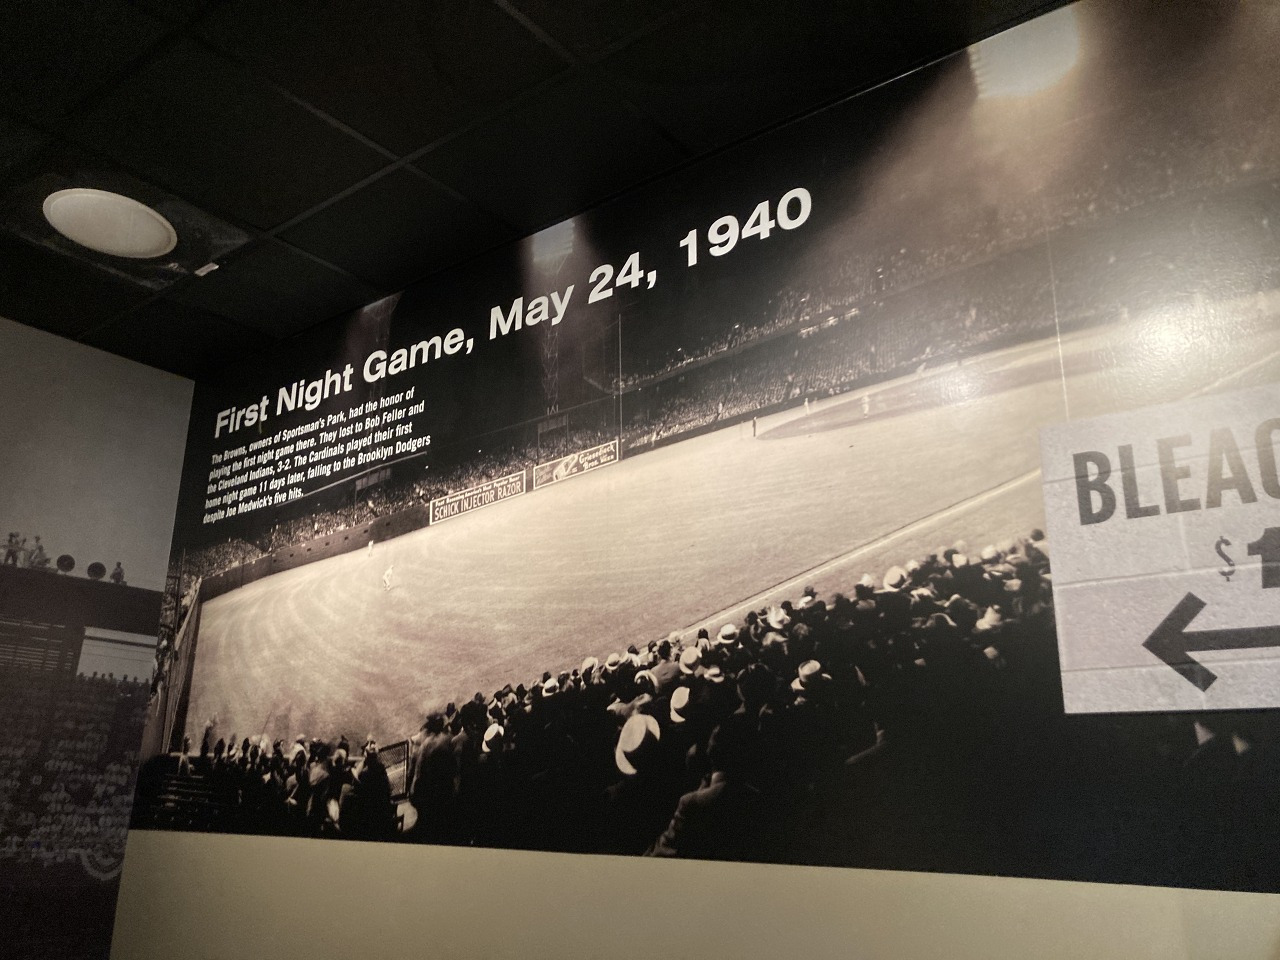 First Night Game, May 24, 1940
The Browns, owners of Sportsman's Park, had the honor of
playing the first night game there. They lost to Bob Feller and
the Cleveland Indians, 3-2. The Cardinals played their first
home night game 11 days later, falling to the Brooklyn Dodgers
despite Joe Medwick's five hits.
SCHICK INJECTOR RAZOR
Griesedieck
Bros.
BLEAC
$1